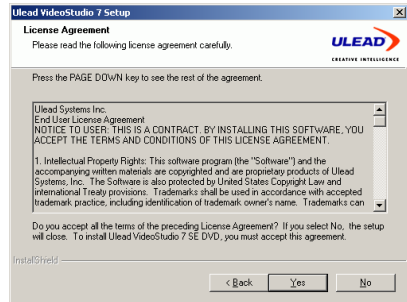 Ulead VideoStudio 7 Setup
License Agreement
Please read the following license agreement carefully.
ULEAD
CREATIVE INTELLIGENCE
Press the PAGE DOWN key to see the rest of the agreement.
Ulead Systems Inc.
End User License Agreement
NOTICE TO USER: THIS IS A CONTRACT. BY INSTALLING THIS SOFTWARE, YOU
ACCEPT THE TERMS AND CONDITIONS OF THIS LICENSE AGREEMENT.
1. Intellectual Property Rights: This software program (the "Software") and the
accompanying written materials are copyrighted and are proprietary products of Ulead
Systems, Inc. The Software is also protected by United States Copyright Law and
international Treaty provisions. Trademarks shall be used in accordance with accepted
trademark practice, including identification of trademark owner's name. Trademarks can
Do you accept all the terms of the preceding License Agreement? If you select No, the setup
will close. To install Ulead VideoStudio 7 SE DVD, you must accept this agreement.
InstallShield
< Back
Yes
No